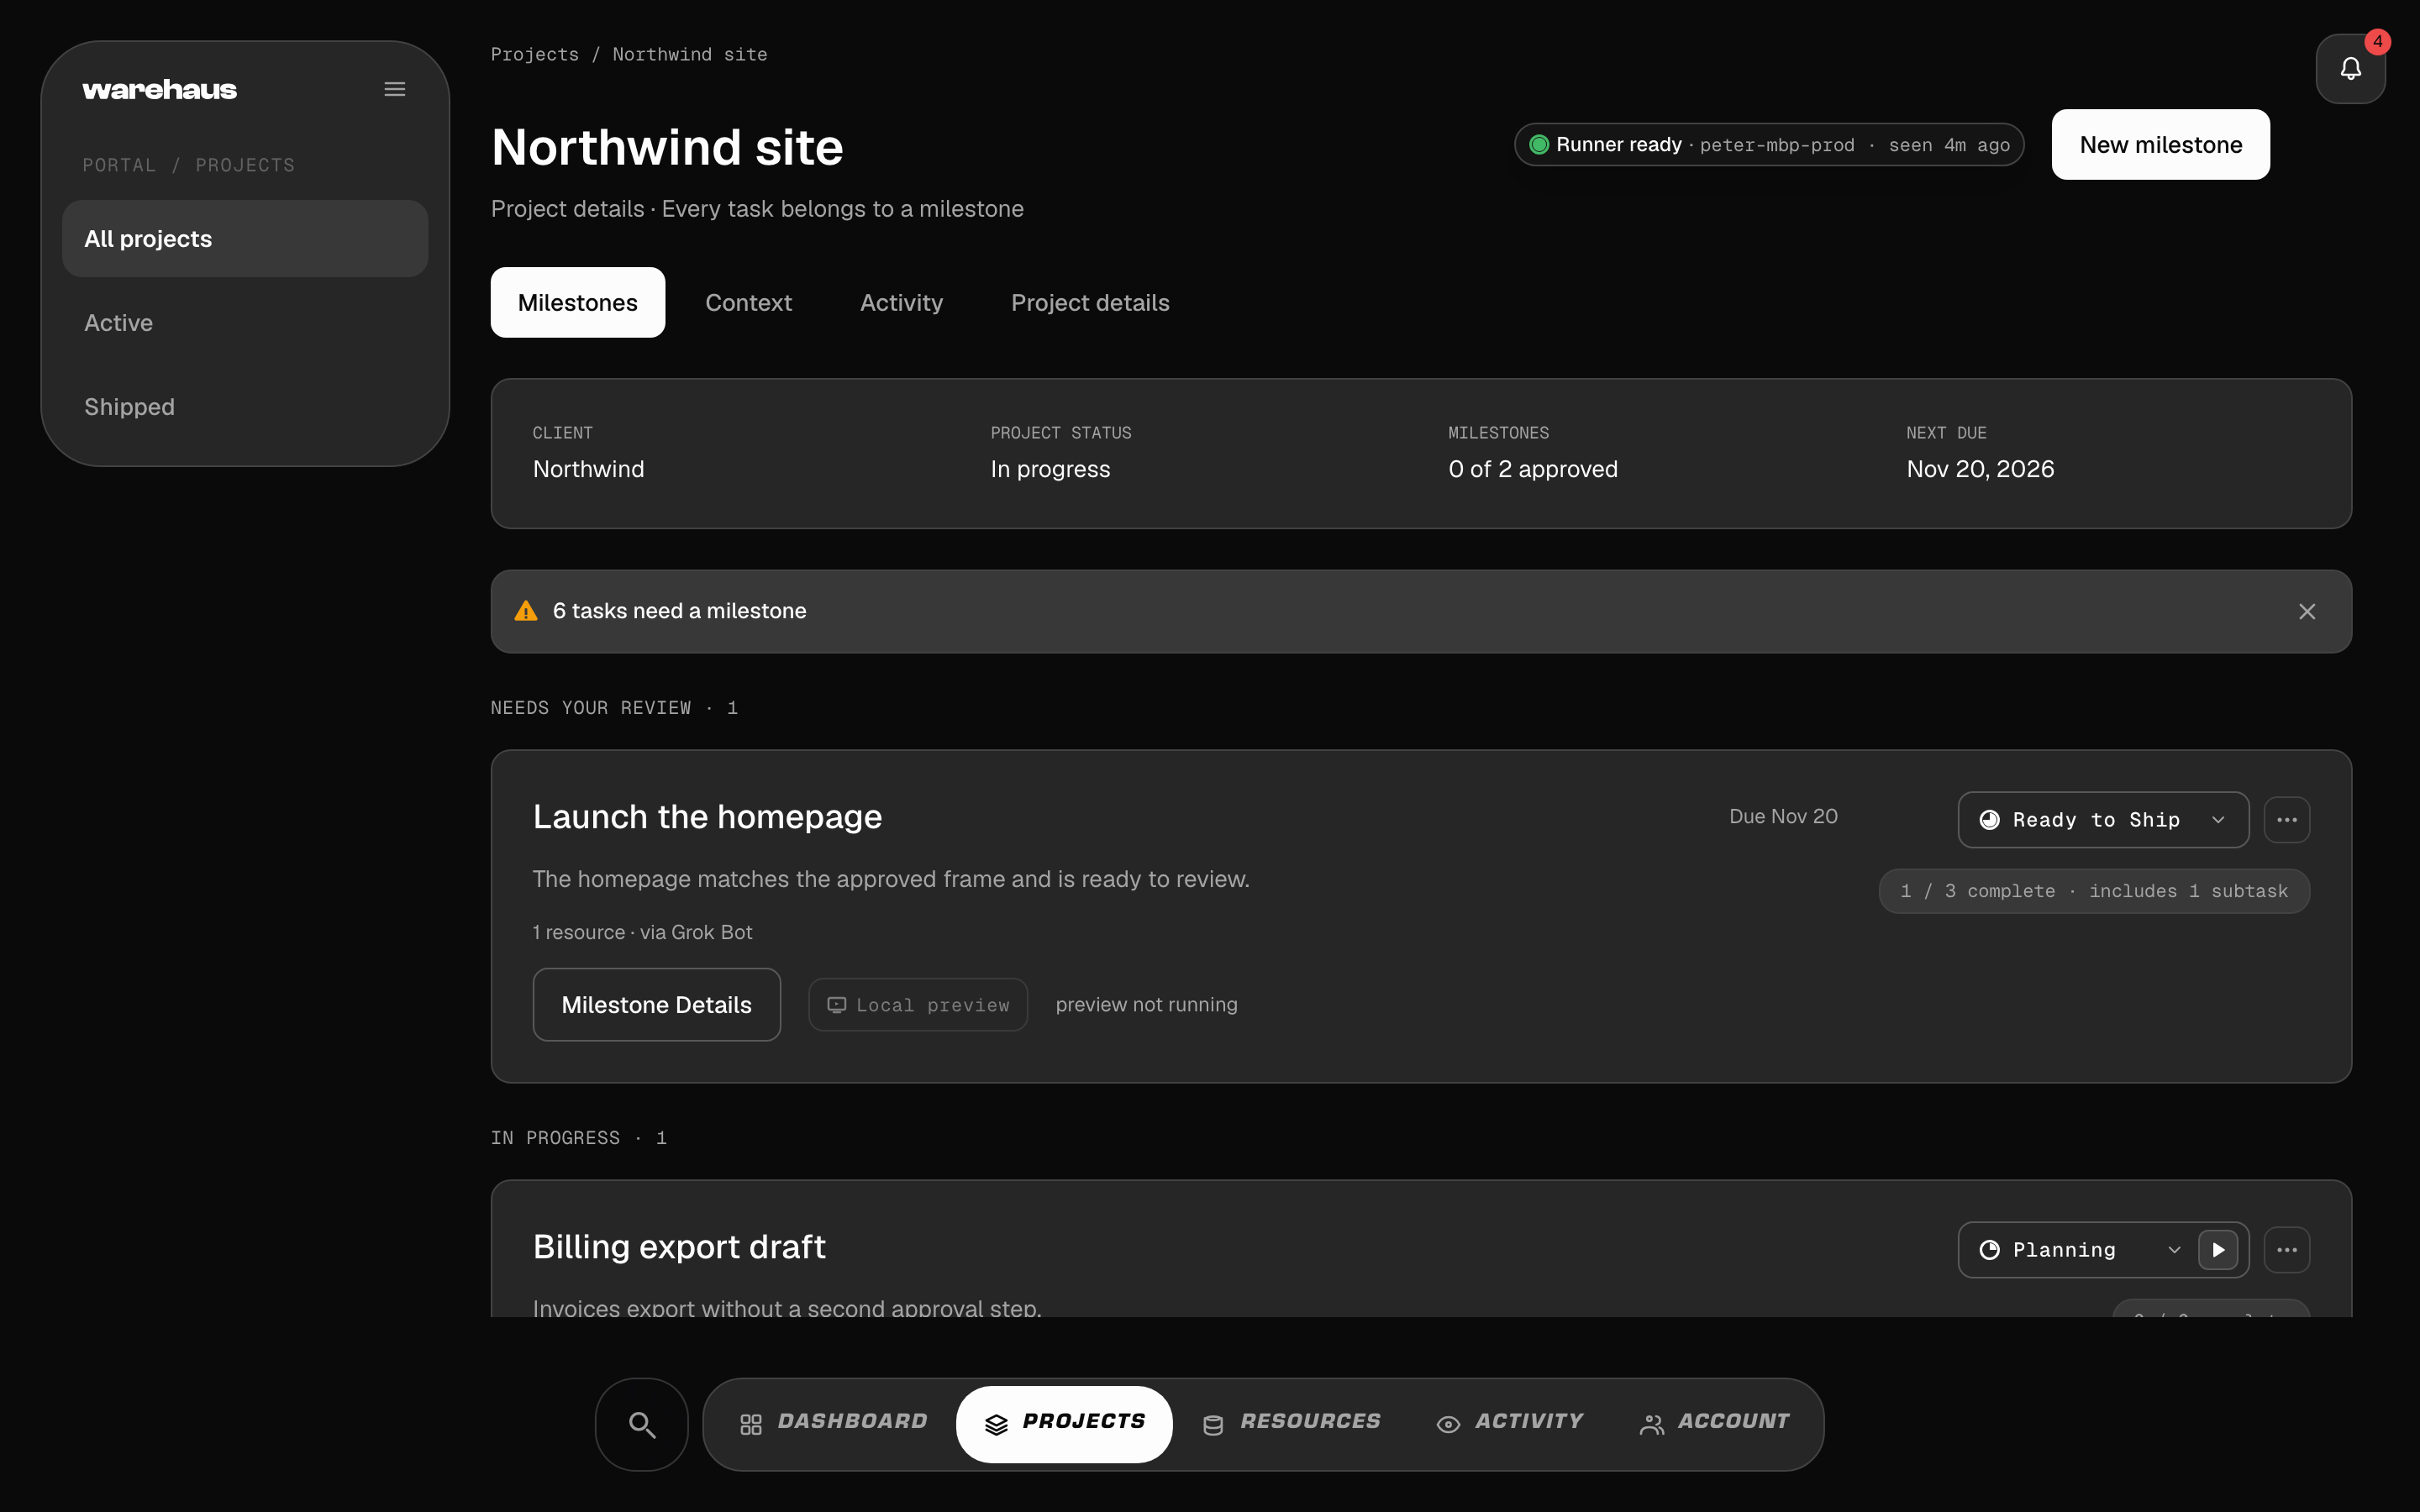 warehaus
PORTAL / PROJECTS
All projects
Active
Shipped
Projects / Northwind site
4
Northwind site
Runner ready · peter-mbp-prod · seen 4m ago
New milestone
Project details · Every task belongs to a milestone
Milestones
Context
Activity
Project details
CLIENT
Northwind
PROJECT STATUS
In progress
MILESTONES
0 of 2 approved
NEXT DUE
Nov 20, 2026
6 tasks need a milestone
NEEDS YOUR REVIEW · 1
Launch the homepage
Due Nov 20
Ready to Ship
The homepage matches the approved frame and is ready to review.
1 / 3 complete · includes 1 subtask
1 resource · via Grok Bot
Milestone Details
Local preview
preview not running
IN PROGRESS · 1
Billing export draft
Planning
Invoices export without a second approval step.
DASHBOARD
PROJECTS
RESOURCES
ACTIVITY
ACCOUNT